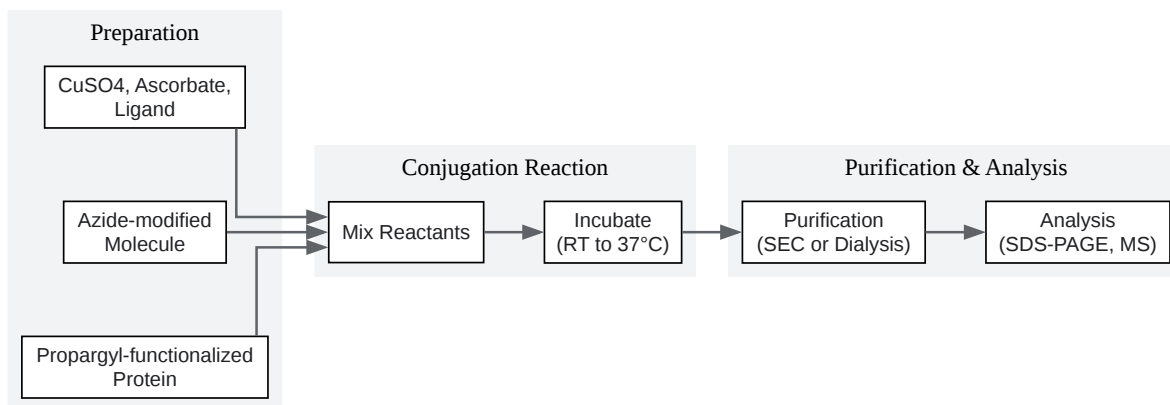 Preparation
CuSO4, Ascorbate,
Ligand
Azide-modified
Molecule
Propargyl-functionalized
Protein
Conjugation Reaction
Mix Reactants
Incubate
(RT to 37°C)
Purification & Analysis
Purification
(SEC or Dialysis)
Analysis
(SDS-PAGE, MS)